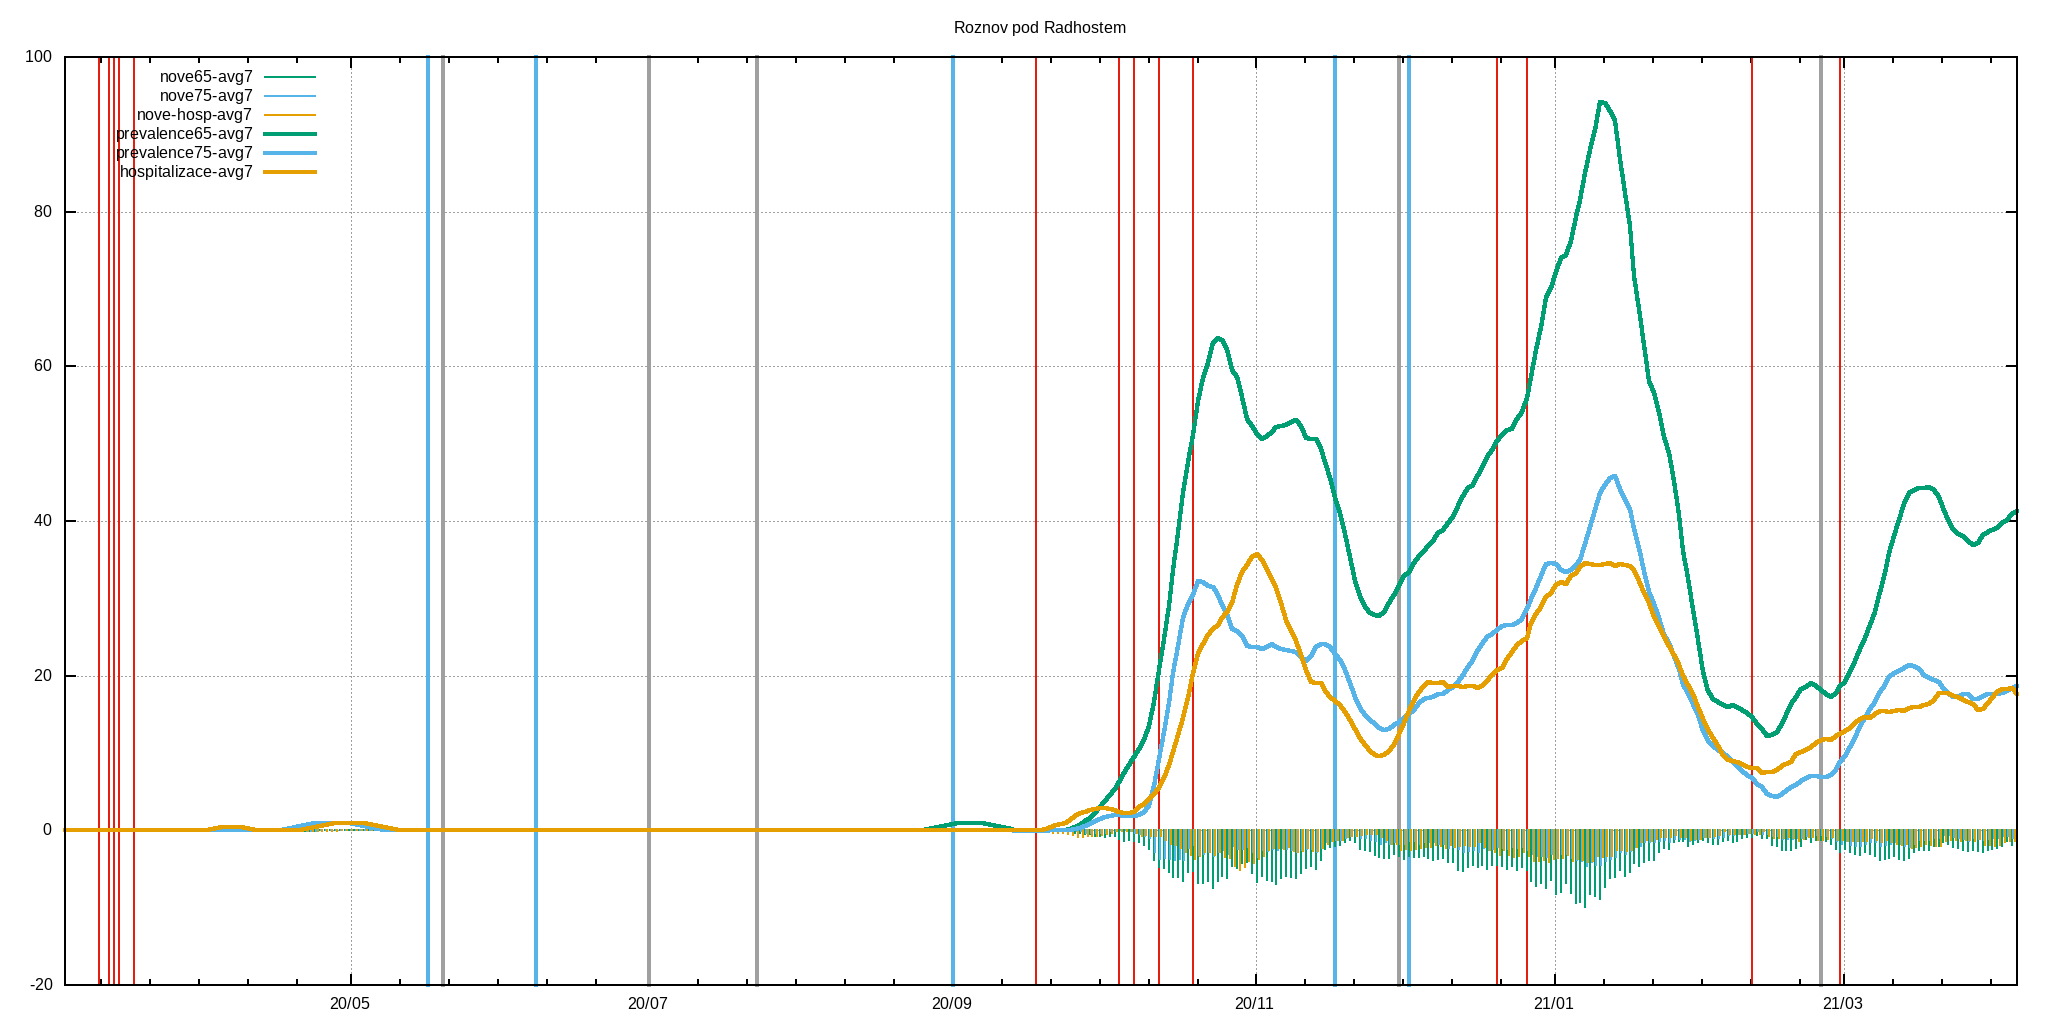 Roznov pod Radhostem
100
nove65-avg7
nove75-avg7
nove-hosp-avg7
prevalence65-avg7
prevalence75-avg7
hospitalizace-avg7
80
60
40
20
0
-20
20/05 20/07 20/09 20/11 21/01 21/03